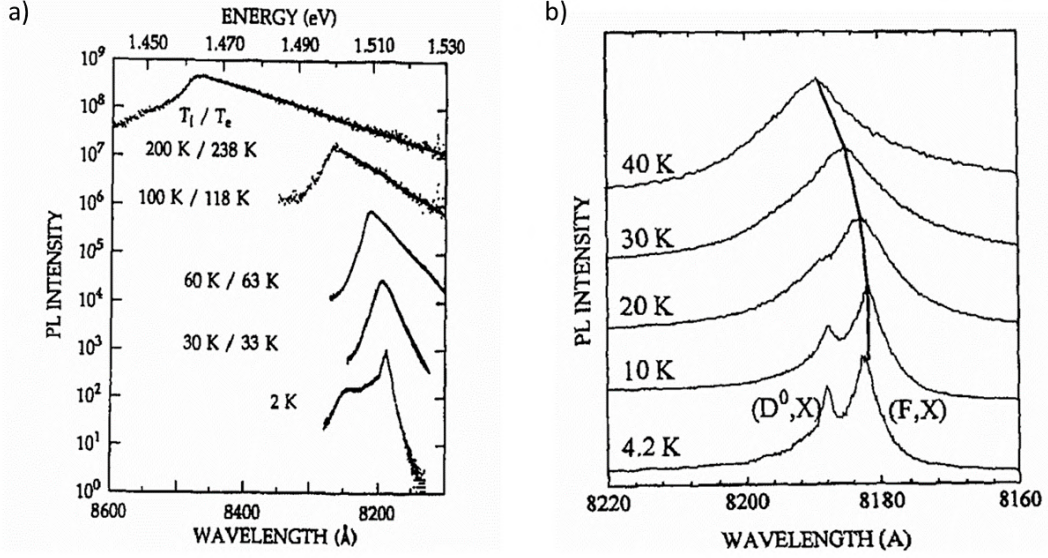 a)
ENERGY (eV)
1.450 1.470 1.490 1.510 1.530
10⁹
10⁸
10⁷
10⁶
10⁵
10⁴
10³
10²
10¹
10⁰
PL INTENSITY
T_l / T_e
200 K / 238 K
100 K / 118 K
60 K / 63 K
30 K / 33 K
2 K
8600 8400 8200
WAVELENGTH (Å)
b)
PL INTENSITY
40 K
30 K
20 K
10 K
(D⁰,X) (F,X)
4.2 K
8220 8200 8180 8160
WAVELENGTH (A)